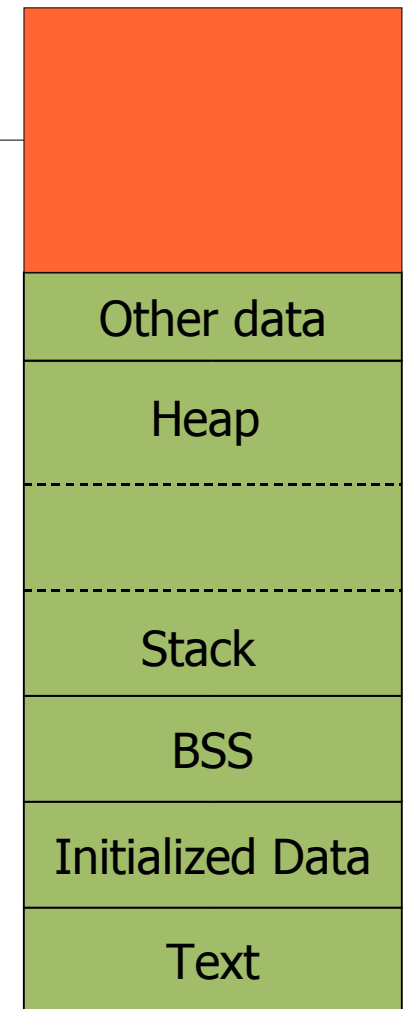 Other data
Heap
Stack
BSS
Initialized Data
Text